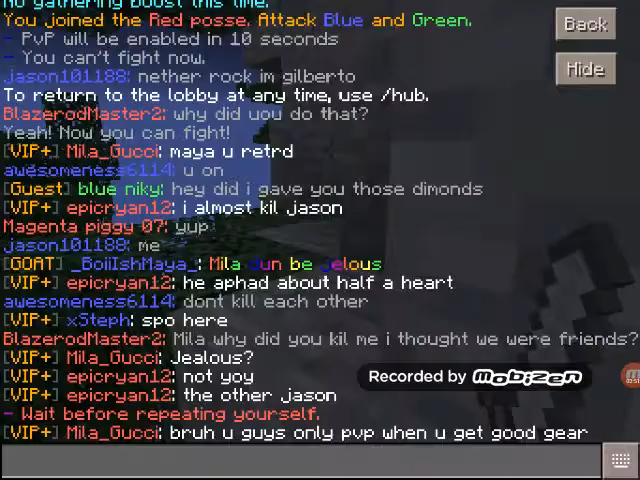 No gathering boost this time.
You joined the Red posse. Attack Blue and Green.
- PvP will be enabled in 10 seconds
- You can't fight now.
jason101188: nether rock im gilberto
To return to the lobby at any time, use /hub.
BlazerodMaster2: why did uou do that?
Yeah! Now you can fight!
[VIP+] Mila_Gucci: maya u retrd
awesomeness6114: u on
[Guest] blue niky: hey did i gave you those dimonds
[VIP+] epicryan12: i almost kil jason
Magenta piggy 07: yup
jason101188: me
[GOAT] _BoiiIshMaya_: Mila dun be jelous
[VIP+] epicryan12: he aphad about half a heart
awesomeness6114: dont kill each other
[VIP+] xSteph: spo here
BlazerodMaster2: Mila why did you kil me i thought we were friends?
[VIP+] Mila_Gucci: Jealous?
[VIP+] epicryan12: not yoy
[VIP+] epicryan12: the other jason
- Wait before repeating yourself.
[VIP+] Mila_Gucci: bruh u guys only pvp when u get good gear
Back
Hide
Recorded by mobizen